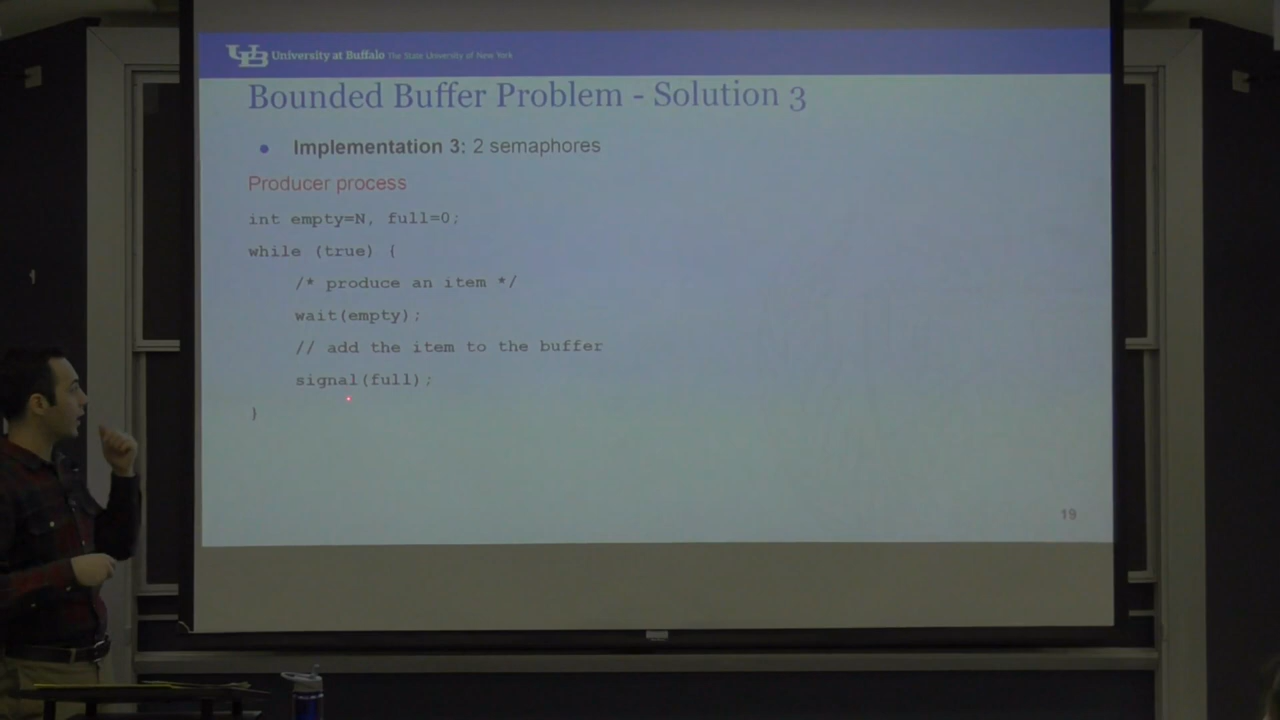 UB University at Buffalo The State University of New York
Bounded Buffer Problem - Solution 3
• Implementation 3: 2 semaphores
Producer process
int empty=N, full=0;
while (true) {
/* produce an item */
wait(empty);
// add the item to the buffer
signal(full);
}
19